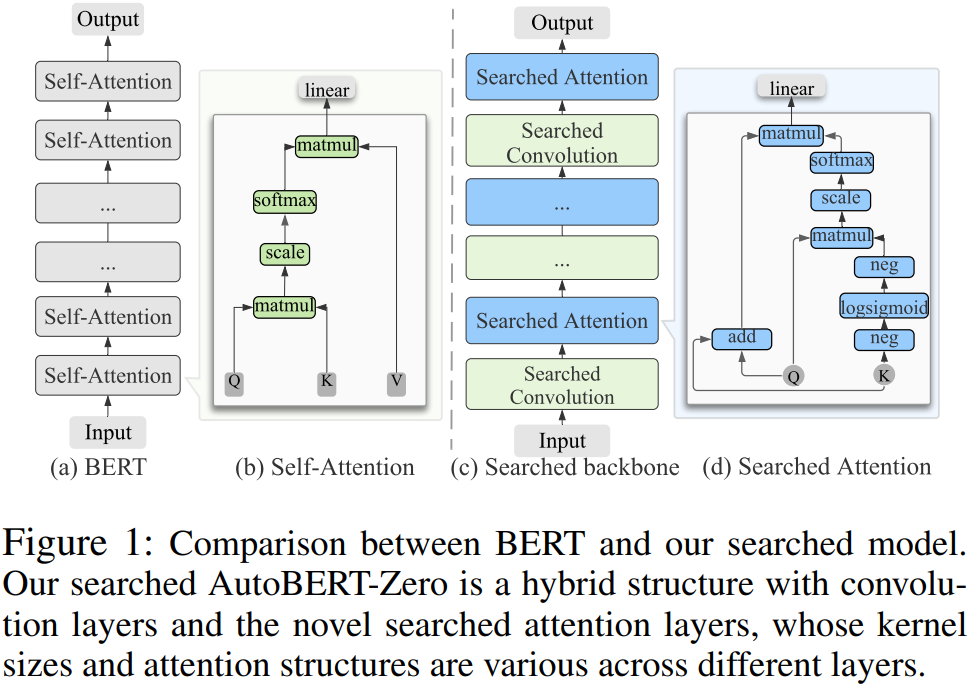 Output
Self-Attention
Self-Attention
...
...
Self-Attention
Self-Attention
Input
(a) BERT
linear
matmul
softmax
scale
matmul
Q K V
(b) Self-Attention
Output
Searched Attention
Searched
Convolution
...
...
Searched Attention
Searched
Convolution
Input
(c) Searched backbone
linear
matmul
softmax
scale
matmul
neg
logsigmoid
add
neg
Q K
(d) Searched Attention
Figure 1: Comparison between BERT and our searched model.
Our searched AutoBERT-Zero is a hybrid structure with convolu-
tion layers and the novel searched attention layers, whose kernel
sizes and attention structures are various across different layers.